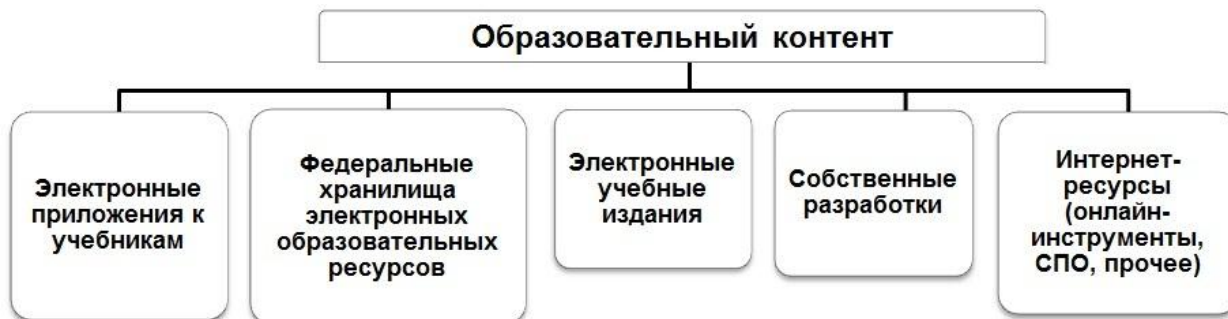 Образовательный контент
Электронные
приложения к
учебникам
Федеральные
хранилища
электронных
образовательных
ресурсов
Электронные
учебные
издания
Собственные
разработки
Интернет-
ресурсы
(онлайн-
инструменты,
СПО, прочее)